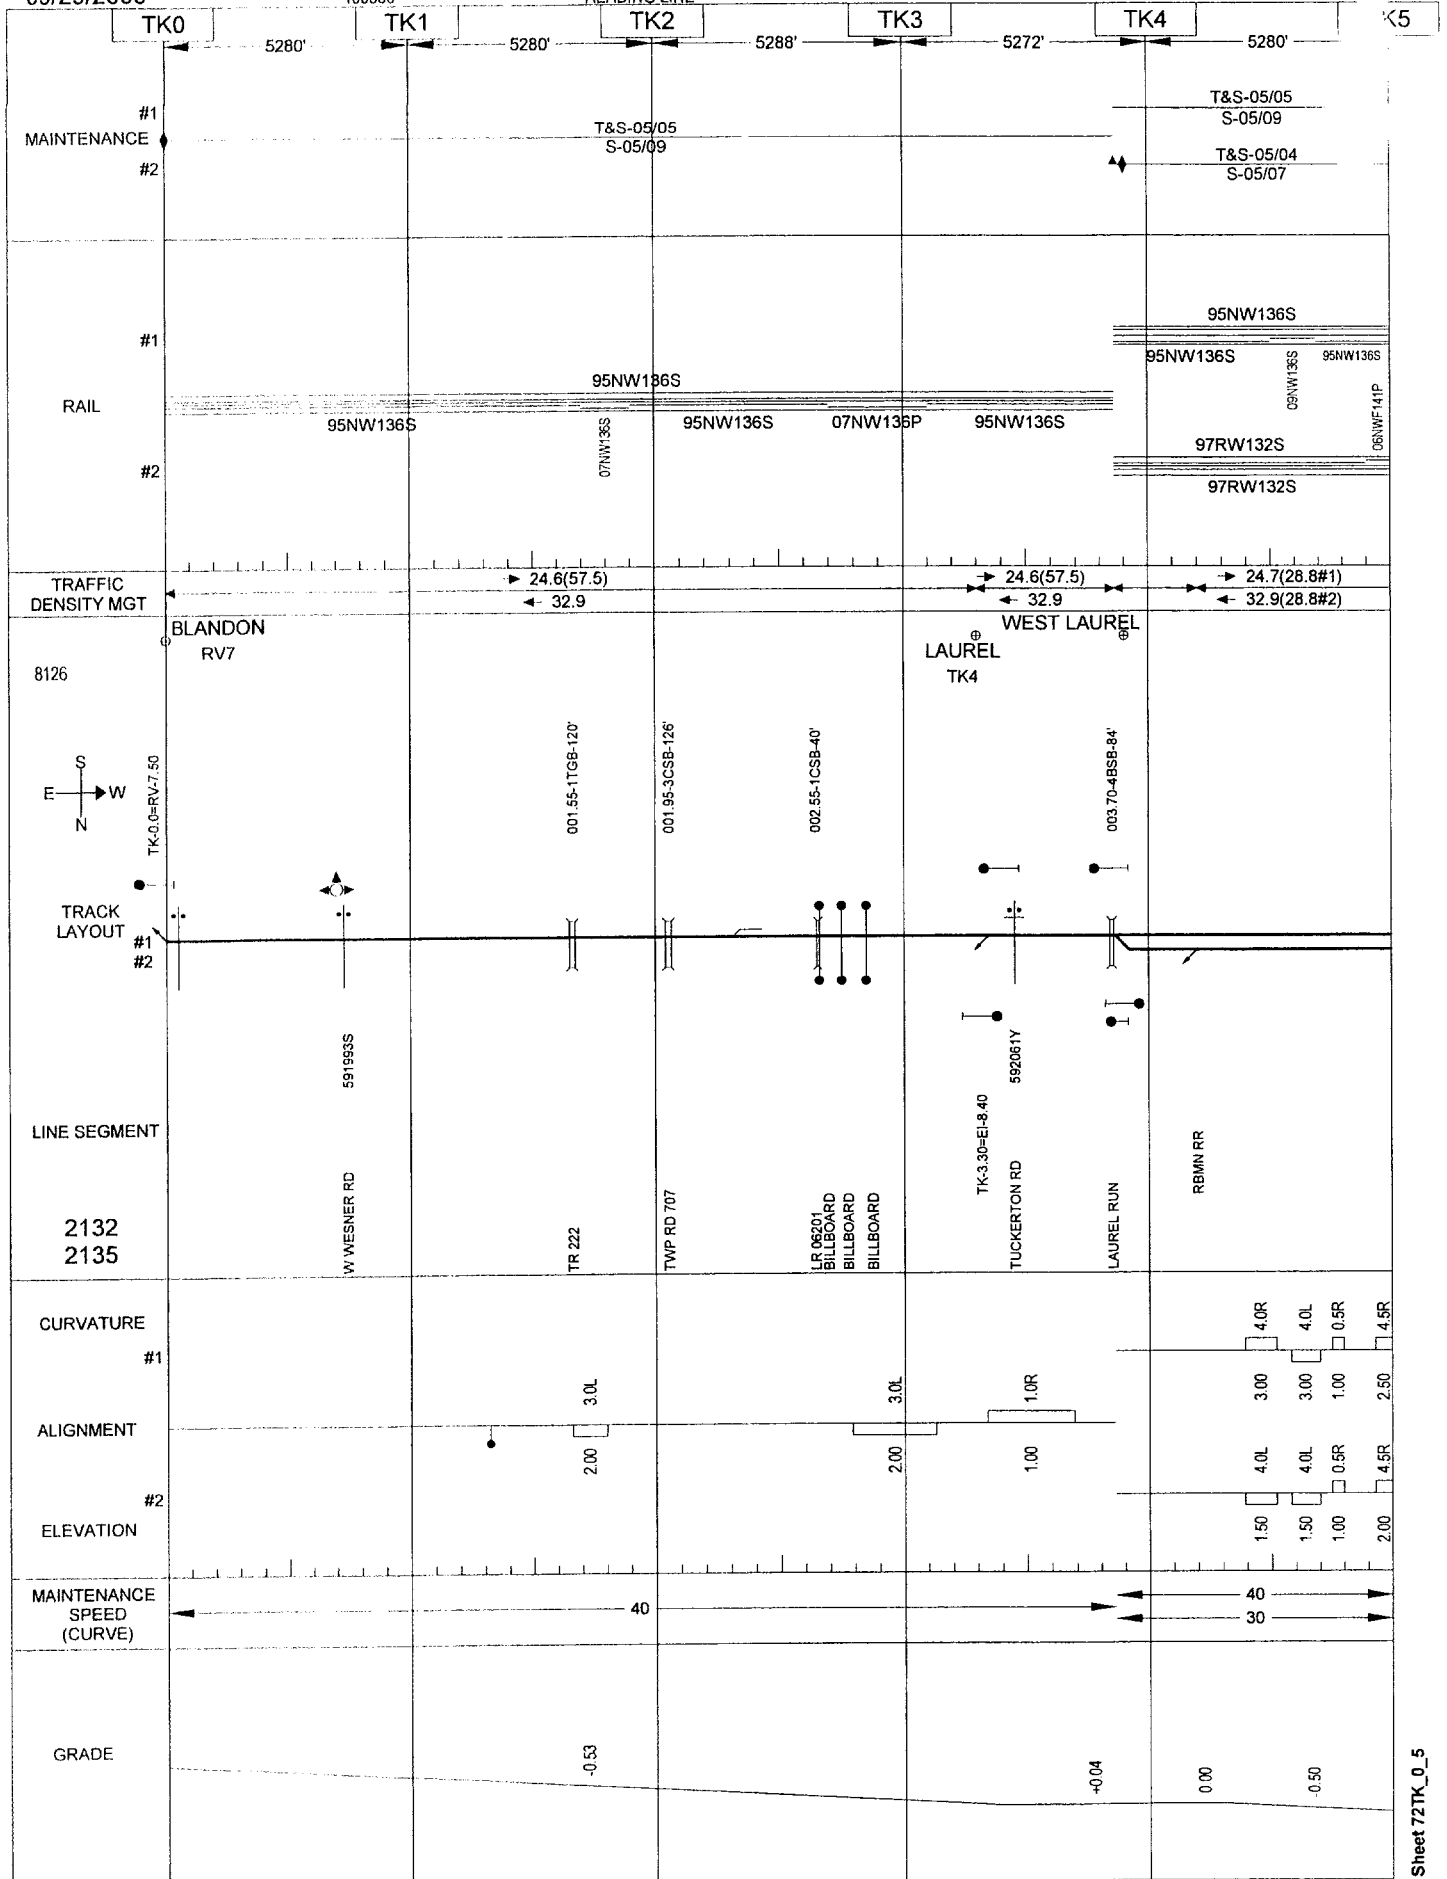 TK0 TK1 TK2 TK3 TK4 K5
5280' 5280' 5288' 5272' 5280'
#1
MAINTENANCE
#2
T&S-05/05
S-05/09
T&S-05/05
S-05/09
T&S-05/04
S-05/07
#1
RAIL
#2
95NW136S
95NW136S
07NW136S
95NW136S
07NW136P
95NW136S
95NW136S
95NW136S
09NW136S
95NW136S
06NWF141P
97RW132S
97RW132S
TRAFFIC
DENSITY MGT
24.6(57.5)
32.9
24.6(57.5)
32.9
24.7(28.8#1)
32.9(28.8#2)
BLANDON
RV7
LAUREL
TK4
WEST LAUREL
8126
S
E W
N
TK-0.0=RV-7.50
001.55-1TGB-120'
001.95-3CSB-126'
002.55-1CSB-40'
003.70-4BSB-84'
TRACK
LAYOUT
#1
#2
591993S
592061Y
TK-3.30=EI-8.40
LINE SEGMENT
2132
2135
W WESNER RD
TR 222
TWP RD 707
LR 06201
BILLBOARD
BILLBOARD
BILLBOARD
TUCKERTON RD
LAUREL RUN
RBMN RR
CURVATURE
#1
ALIGNMENT
#2
ELEVATION
3.0L
2.00
3.0L
2.00
1.0R
1.00
4.0R 4.0L 0.5R 4.5R
3.00 3.00 1.00 2.50
4.0L 4.0L 0.5R 4.5R
1.50 1.50 1.00 2.00
MAINTENANCE
SPEED
(CURVE)
40
40
30
GRADE
-0.53
+0.04
0.00
-0.50
Sheet 72TK_0_5